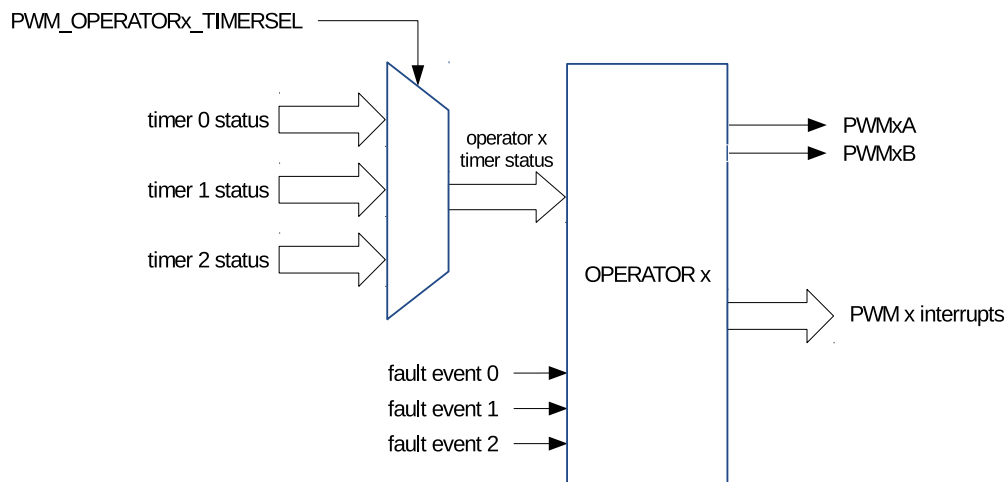 PWM_OPERATORx_TIMERSEL
timer 0 status
timer 1 status
timer 2 status
operator x
timer status
OPERATOR x
PWMxA
PWMxB
PWM x interrupts
fault event 0
fault event 1
fault event 2